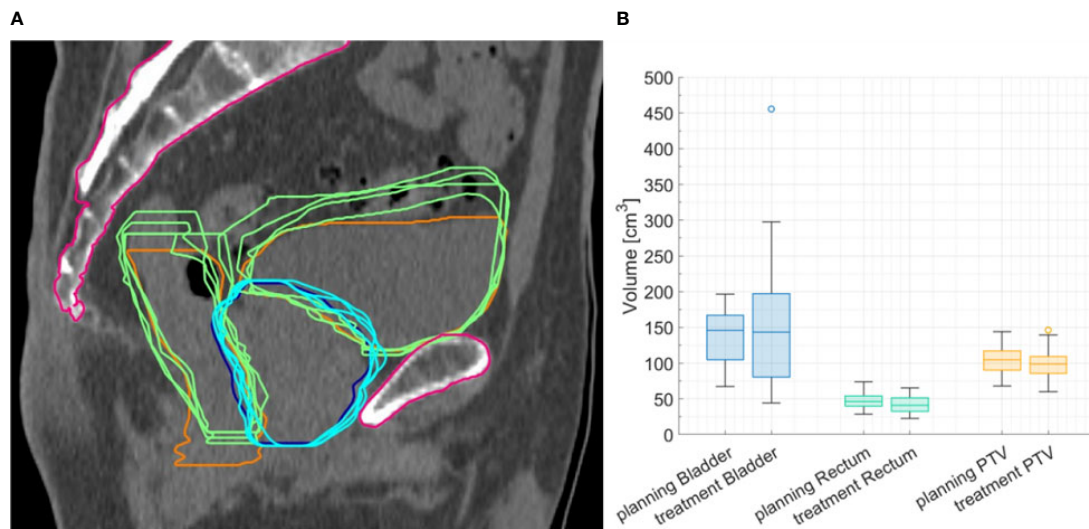 A
B
500
450
400
350
300
250
200
150
100
50
0
Volume [cm³]
planning Bladder
treatment Bladder
planning Rectum
treatment Rectum
planning PTV
treatment PTV